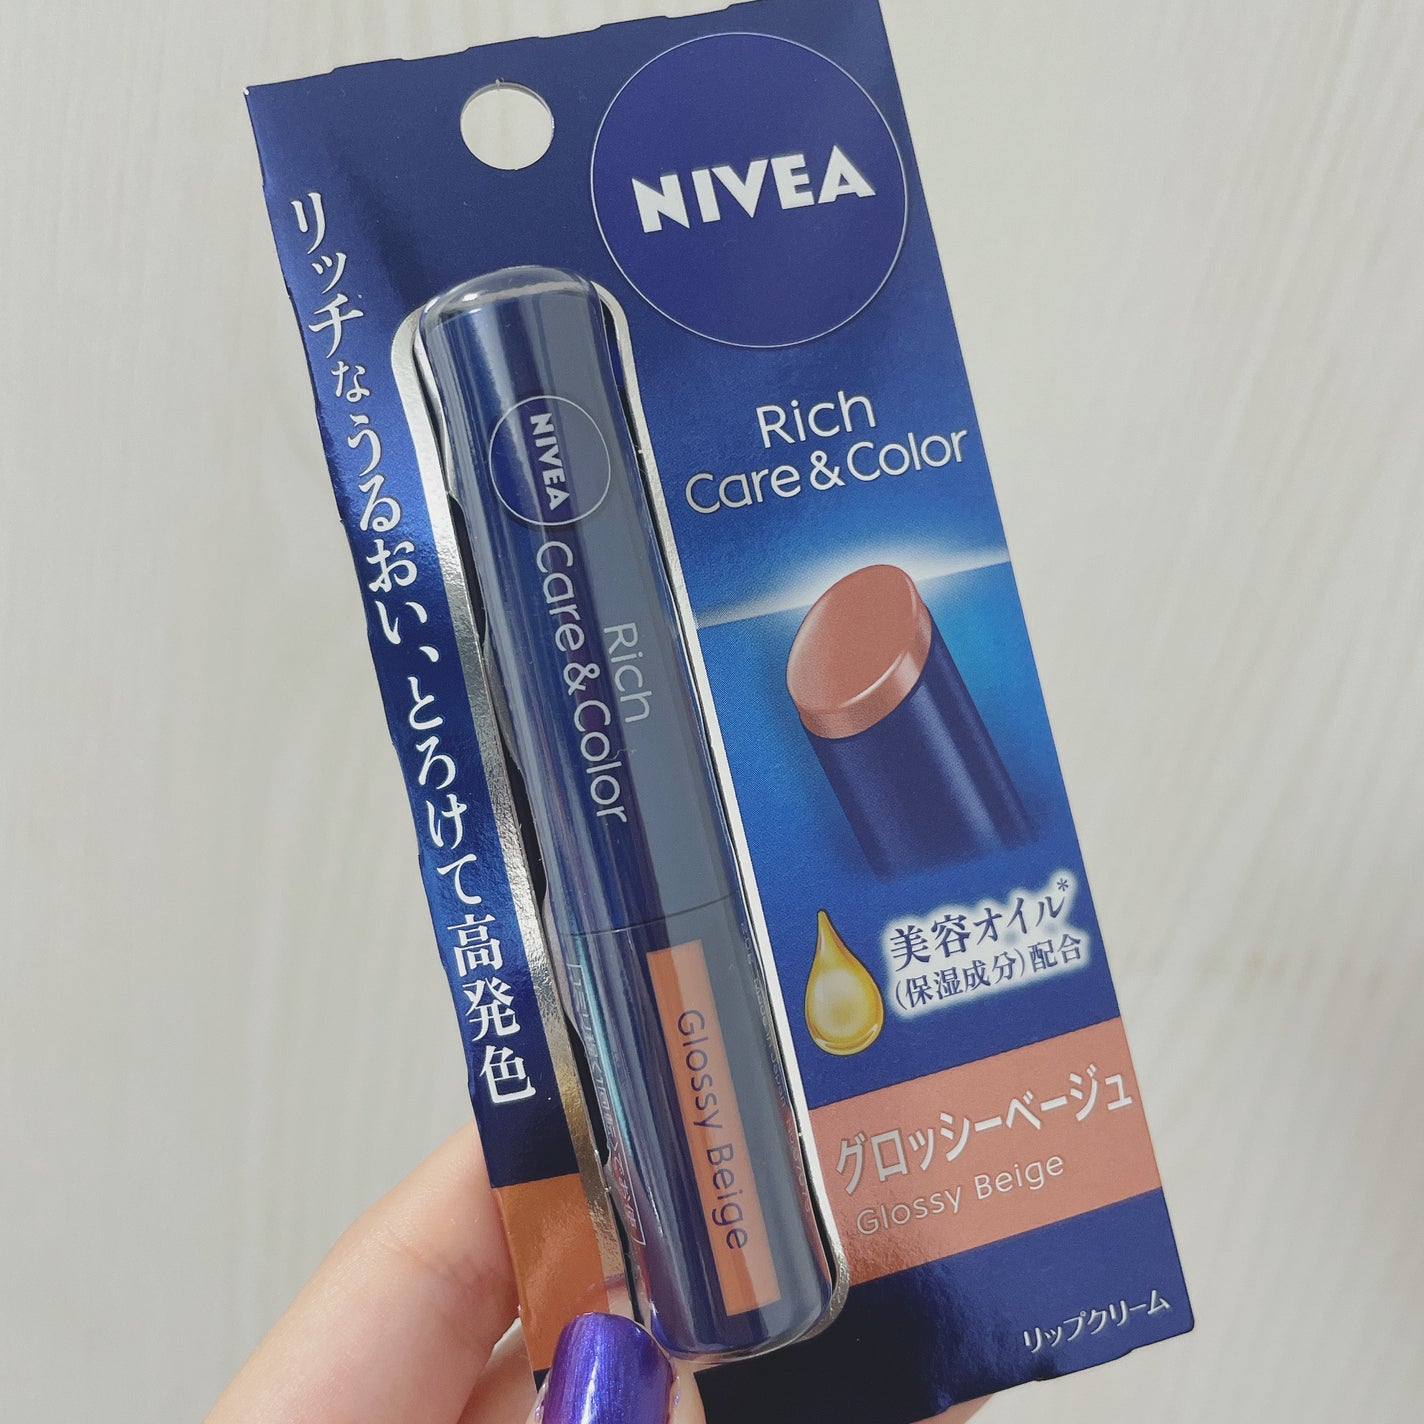 NIVEA
Rich
Care&Color
リッチなうるおい、とろけて高発色
NIVEA
Rich
Care&Color
Glossy Beige
美容オイル*
(保湿成分)配合
グロッシーベージュ
Glossy Beige
リップクリーム